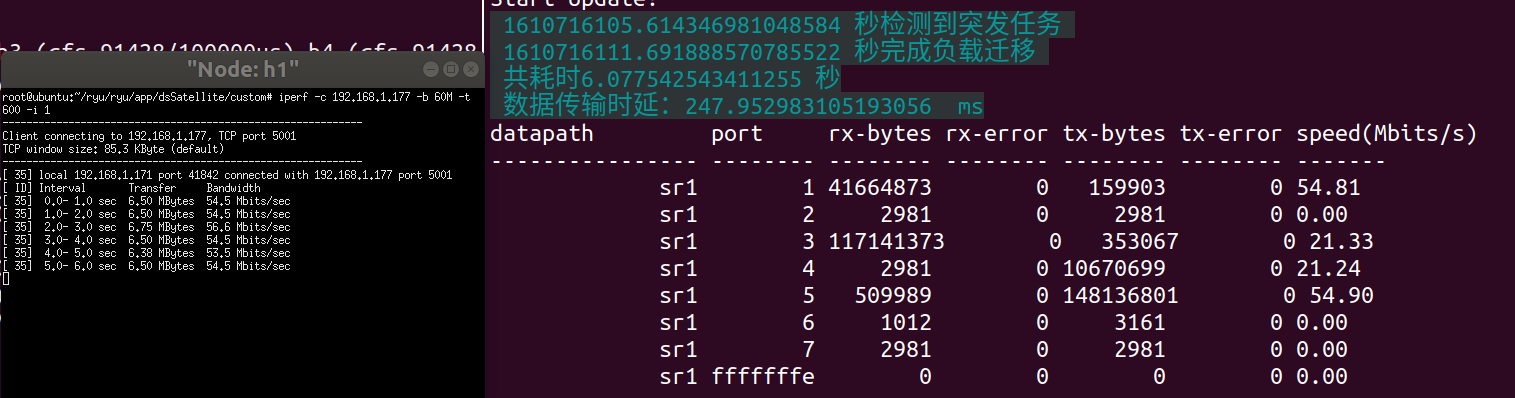 h3 (cfs 91428/100000us) h4 (cfs 91428
"Node: h1"
root@ubuntu:~/ryu/ryu/app/dsSatellite/custom# iperf -c 192.168.1.177 -b 60M -t
600 -i 1
------------------------------------------------------------
Client connecting to 192.168.1.177, TCP port 5001
TCP window size: 85.3 KByte (default)
------------------------------------------------------------
[ 35] local 192.168.1.171 port 41842 connected with 192.168.1.177 port 5001
[ ID] Interval Transfer Bandwidth
[ 35] 0.0- 1.0 sec 6.50 MBytes 54.5 Mbits/sec
[ 35] 1.0- 2.0 sec 6.50 MBytes 54.5 Mbits/sec
[ 35] 2.0- 3.0 sec 6.75 MBytes 56.6 Mbits/sec
[ 35] 3.0- 4.0 sec 6.50 MBytes 54.5 Mbits/sec
[ 35] 4.0- 5.0 sec 6.38 MBytes 53.5 Mbits/sec
[ 35] 5.0- 6.0 sec 6.50 MBytes 54.5 Mbits/sec
Start update:
1610716105.614346981048584 秒检测到突发任务
1610716111.691888570785522 秒完成负载迁移
共耗时6.077542543411255 秒
数据传输时延：247.952983105193056 ms
datapath port rx-bytes rx-error tx-bytes tx-error speed(Mbits/s)
---------------- -------- -------- -------- -------- -------- -------
sr1 1 41664873 0 159903 0 54.81
sr1 2 2981 0 2981 0 0.00
sr1 3 117141373 0 353067 0 21.33
sr1 4 2981 0 10670699 0 21.24
sr1 5 509989 0 148136801 0 54.90
sr1 6 1012 0 3161 0 0.00
sr1 7 2981 0 2981 0 0.00
sr1 fffffffe 0 0 0 0 0.00